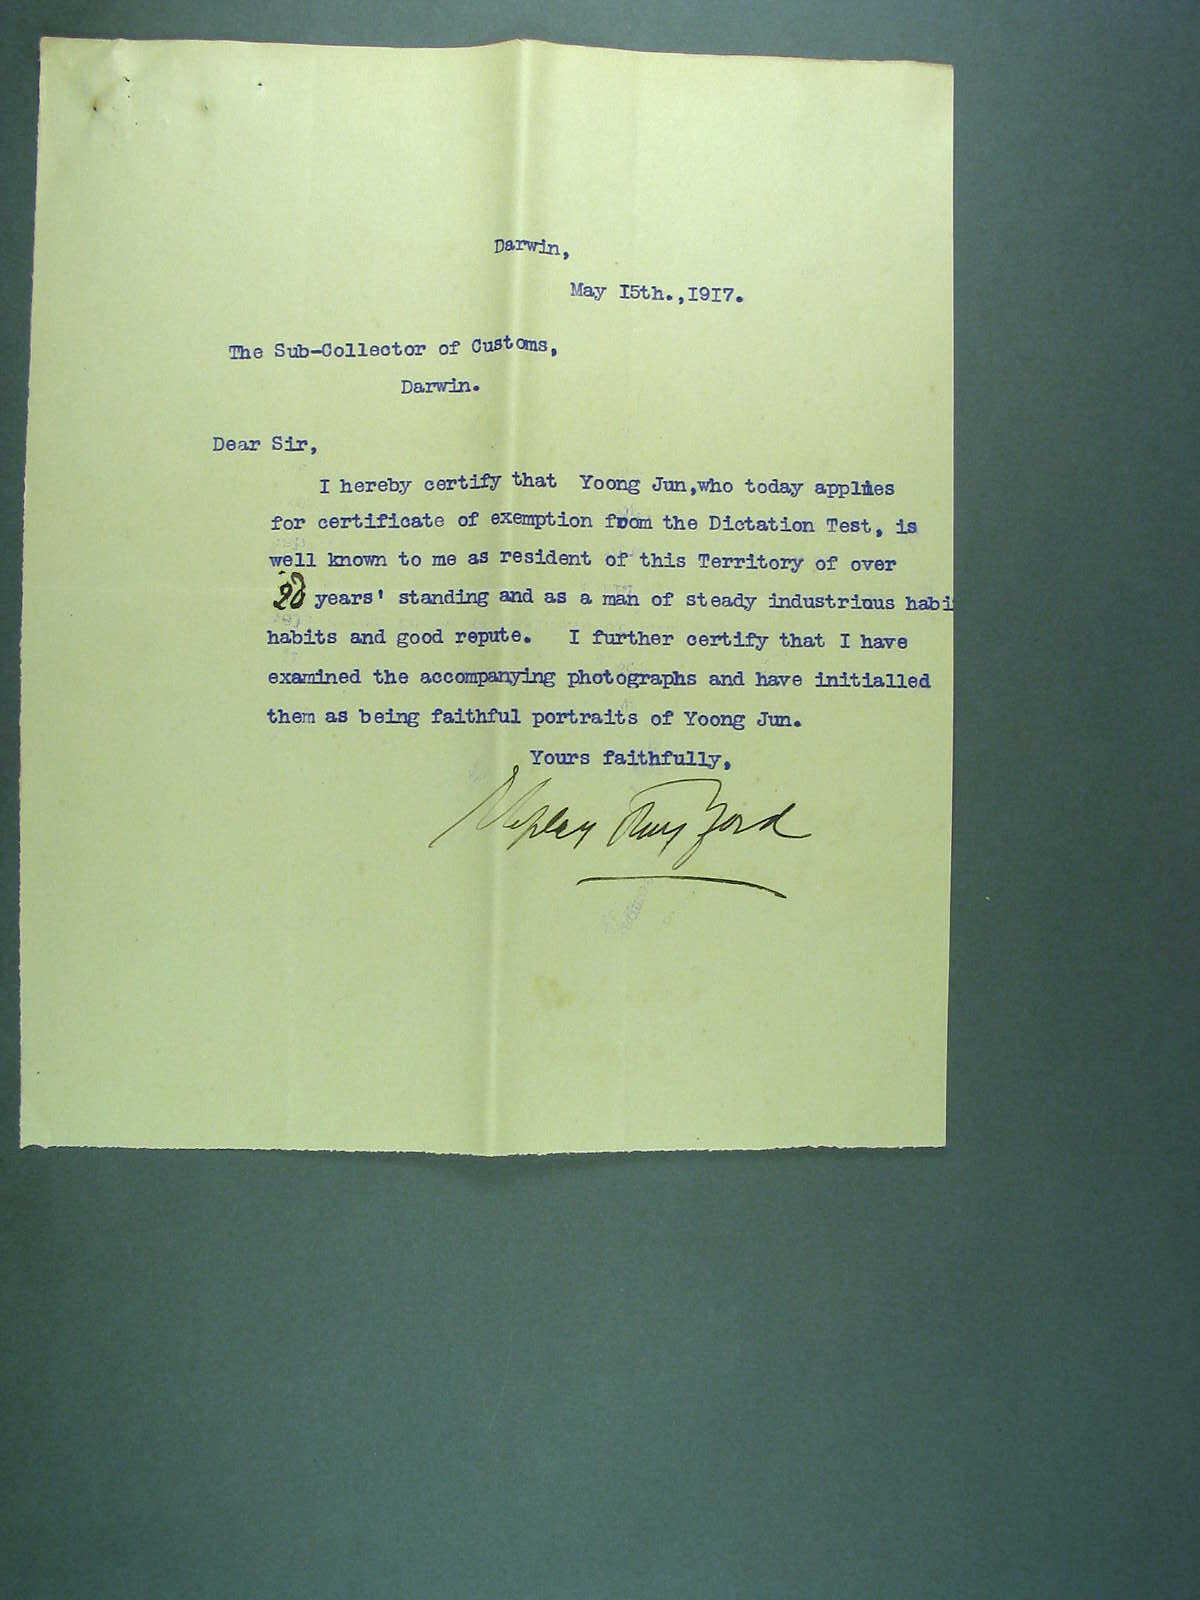 Darwin,
May I5th.,I9I7.
The Sub-Collector of Customs,
Darwin.
Dear Sir,
I hereby certify that Yoong Jun,who today applies
for certificate of exemption from the Dictation Test, is
well known to me as resident of this Territory of over
20 years' standing and as a man of steady industrious habi
habits and good repute. I further certify that I have
examined the accompanying photographs and have initialled
them as being faithful portraits of Yoong Jun.
Yours faithfully,